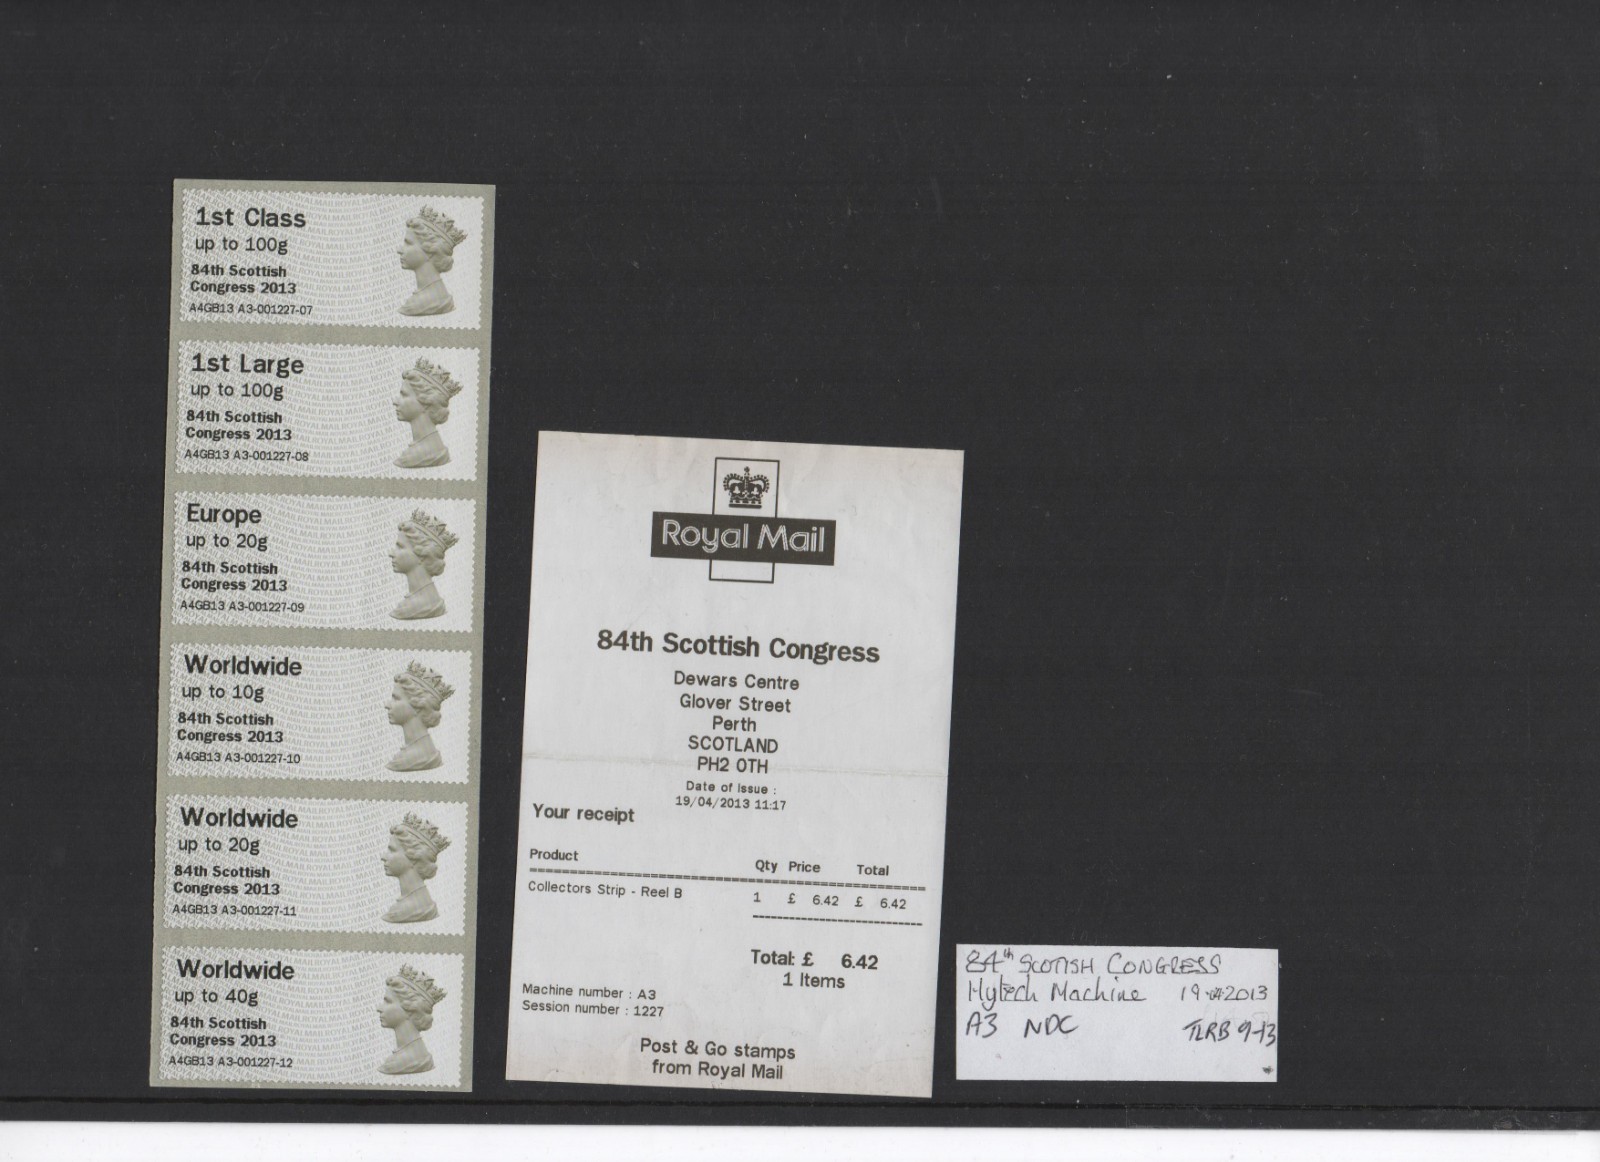 1st Class
up to 100g
84th Scottish
Congress 2013
A4GB13 A3-001227-07
1st Large
up to 100g
84th Scottish
Congress 2013
A4GB13 A3-001227-08
Europe
up to 20g
84th Scottish
Congress 2013
A4GB13 A3-001227-09
Worldwide
up to 10g
84th Scottish
Congress 2013
A4GB13 A3-001227-10
Worldwide
up to 20g
84th Scottish
Congress 2013
A4GB13 A3-001227-11
Worldwide
up to 40g
84th Scottish
Congress 2013
A4GB13 A3-001227-12
Royal Mail
84th Scottish Congress
Dewars Centre
Glover Street
Perth
SCOTLAND
PH2 0TH
Date of Issue :
19/04/2013 11:17
Your receipt
Product Qty Price Total
Collectors Strip - Reel B 1 £ 6.42 £ 6.42
Total: £ 6.42
1 Items
Machine number : A3
Session number : 1227
Post & Go stamps
from Royal Mail
84th SCOTTISH CONGRESS
Hytech Machine 19-04-2013
A3 NDC TLRB 9-13